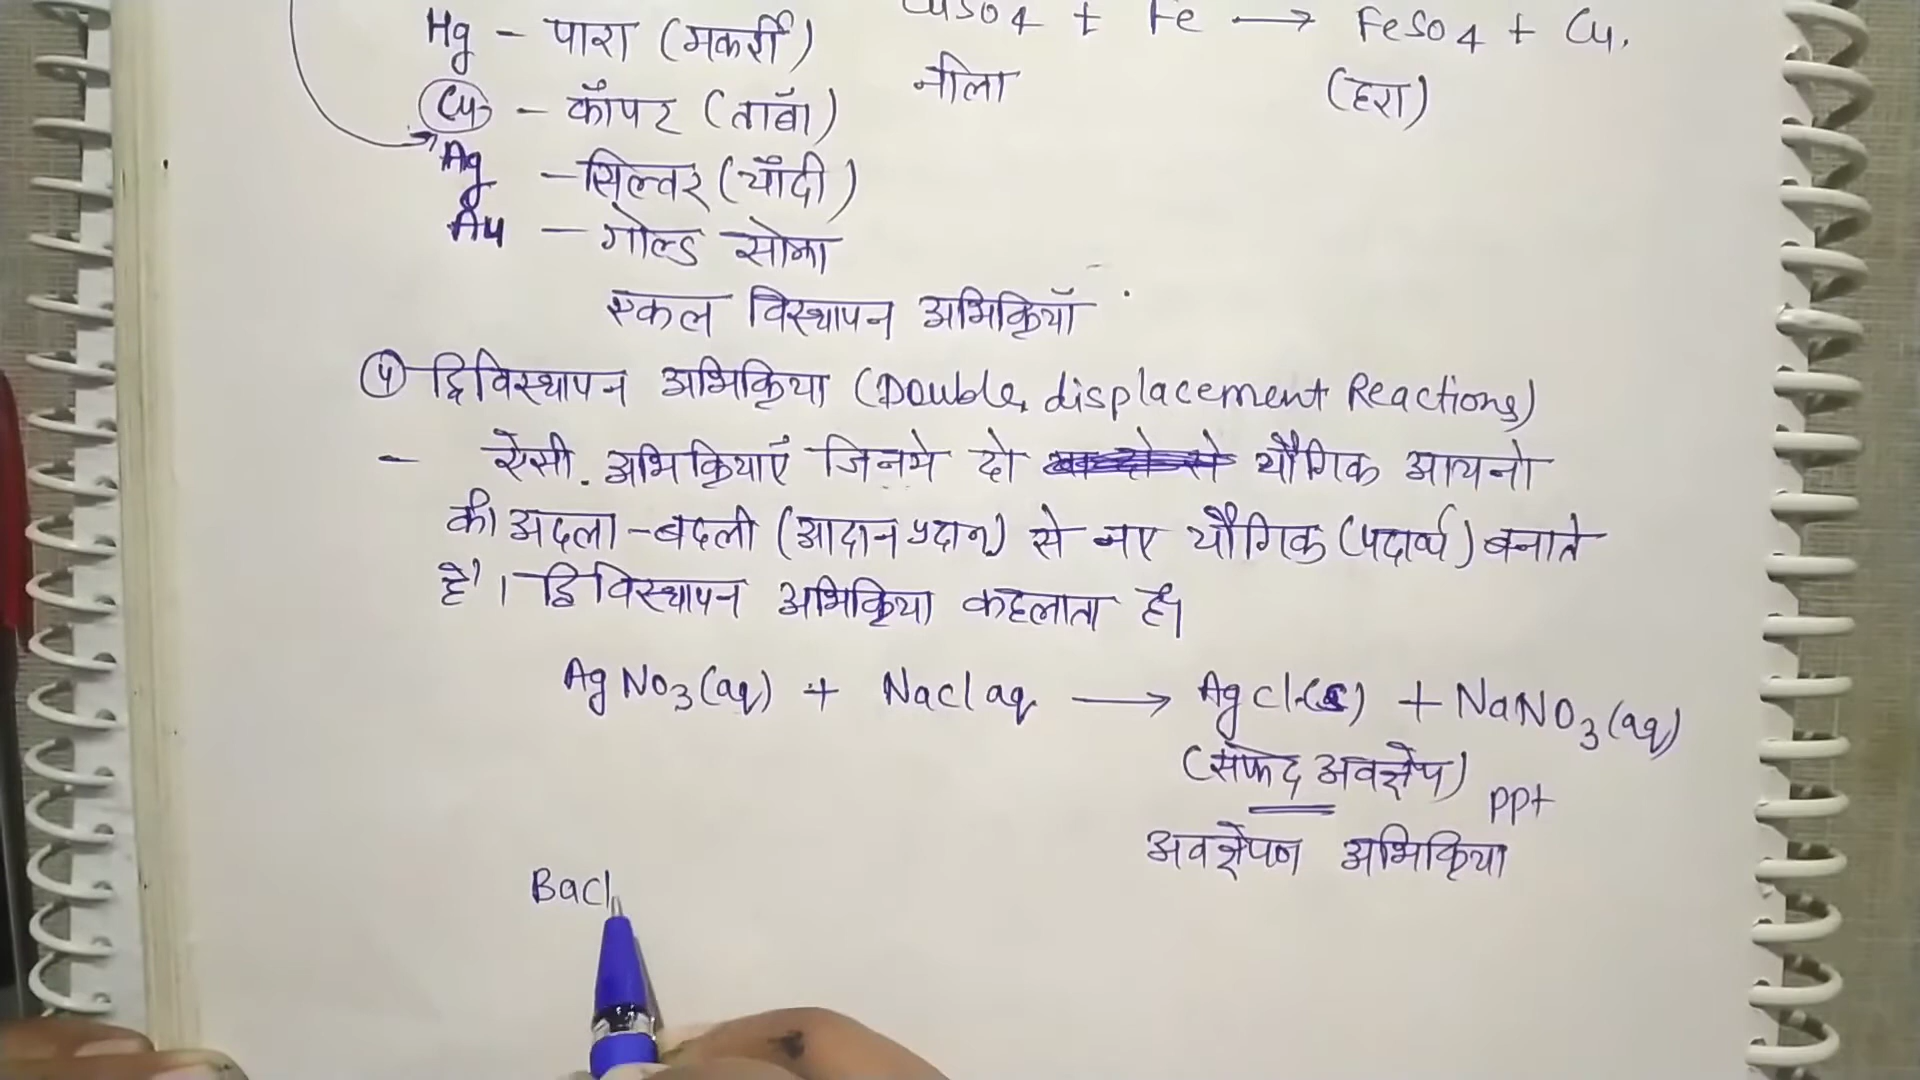 CuSO4 + Fe → FeSO4 + Cu.
Hg - पारा (मर्करी)
नीला (हरा)
Cu - कॉपर (ताँबा)
Ag - सिल्वर (चाँदी)
Au - गोल्ड सोना
एकल विस्थापन अभिक्रियाँ
④ द्विविस्थापन अभिक्रिया (Double displacement Reactions)
- ऐसी. अभिक्रियाएँ जिनमे दो यौगिक आयनो
की अदला-बदली (आदान प्रदान) से नए यौगिक (पदार्थ) बनाते
है। द्विविस्थापन अभिक्रिया कहलाता है।
AgNO3(aq) + NaCl aq → AgCl(s) + NaNO3(aq)
(सफेद अवक्षेप) ppt
अवक्षेपण अभिक्रिया
BaCl